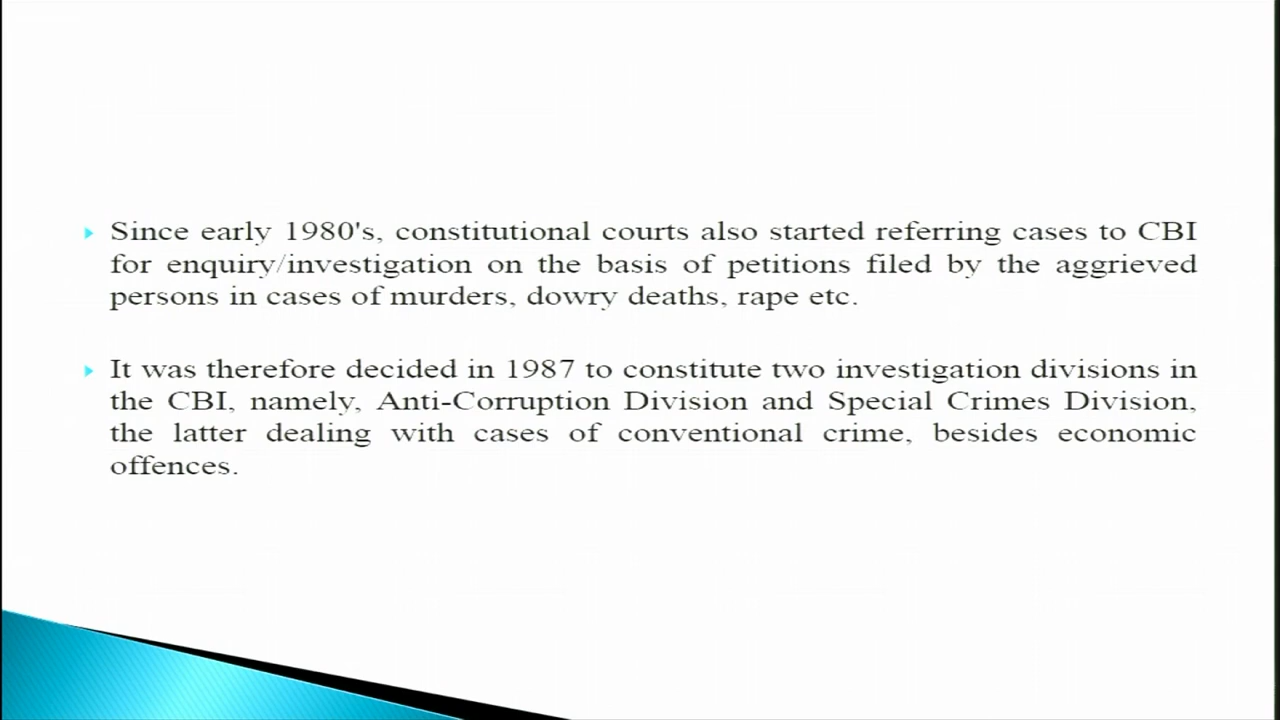 Since early 1980's, constitutional courts also started referring cases to CBI
for enquiry/investigation on the basis of petitions filed by the aggrieved
persons in cases of murders, dowry deaths, rape etc.
It was therefore decided in 1987 to constitute two investigation divisions in
the CBI, namely, Anti-Corruption Division and Special Crimes Division,
the latter dealing with cases of conventional crime, besides economic
offences.